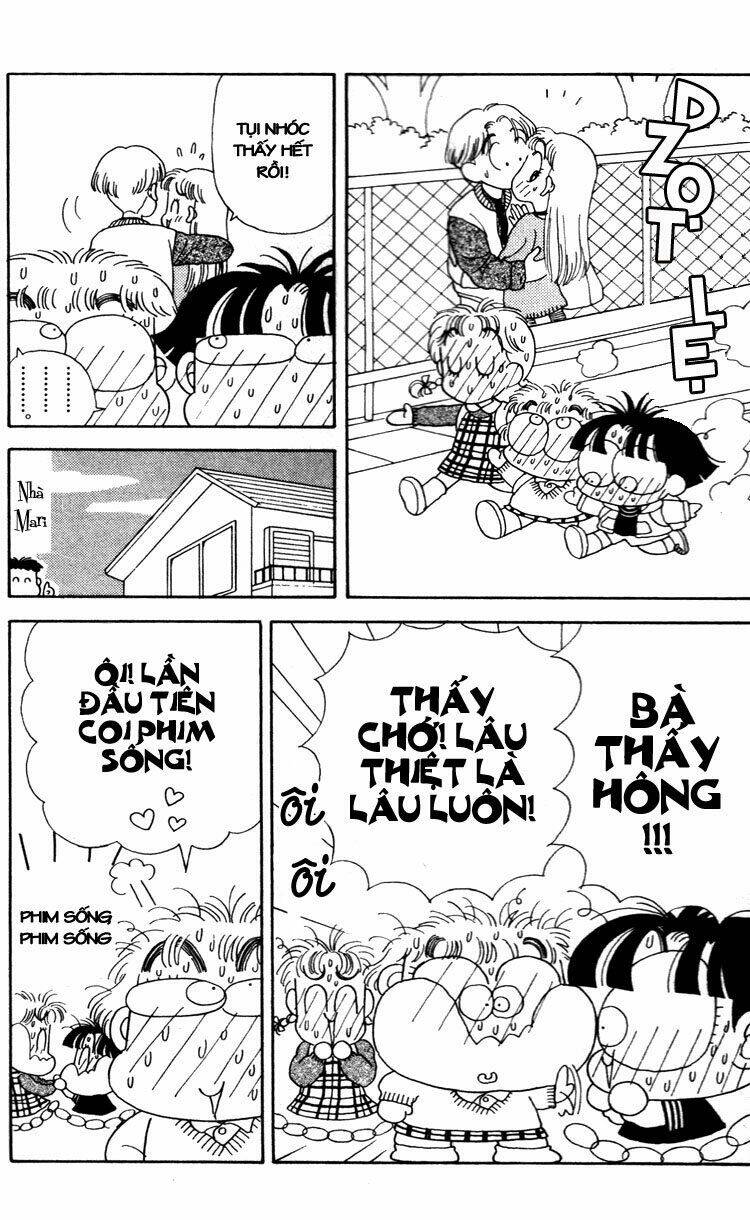 DZỌT LẸ
TỤI NHÓC
THẤY HẾT
RỒI!
........
........
Nhà
Mari
BÀ
THẤY
HÔNG
!!!
THẤY
CHỚ! LÂU
THIỆT LÀ
LÂU LUÔN!
Ôi
Ôi
ÔI! LẦN
ĐẦU TIÊN
COI PHIM
SỐNG!
PHIM SỐNG
PHIM SỐNG